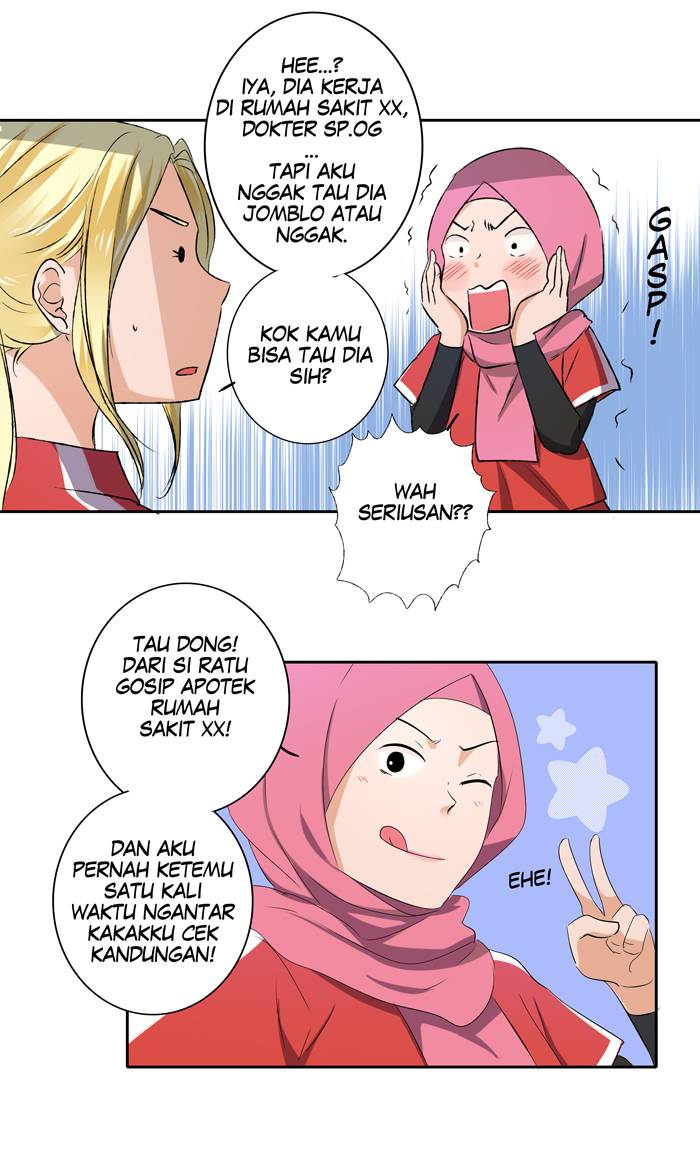 HEE...?
IYA, DIA KERJA
DI RUMAH SAKIT XX,
DOKTER SP.OG
...
TAPI AKU
NGGAK TAU DIA
JOMBLO ATAU
NGGAK.
KOK KAMU
BISA TAU DIA
SIH?
GASP!
WAH
SERIUSAN??
TAU DONG!
DARI SI RATU
GOSIP APOTEK
RUMAH
SAKIT XX!
DAN AKU
PERNAH KETEMU
SATU KALI
WAKTU NGANTAR
KAKAKKU CEK
KANDUNGAN!
EHE!